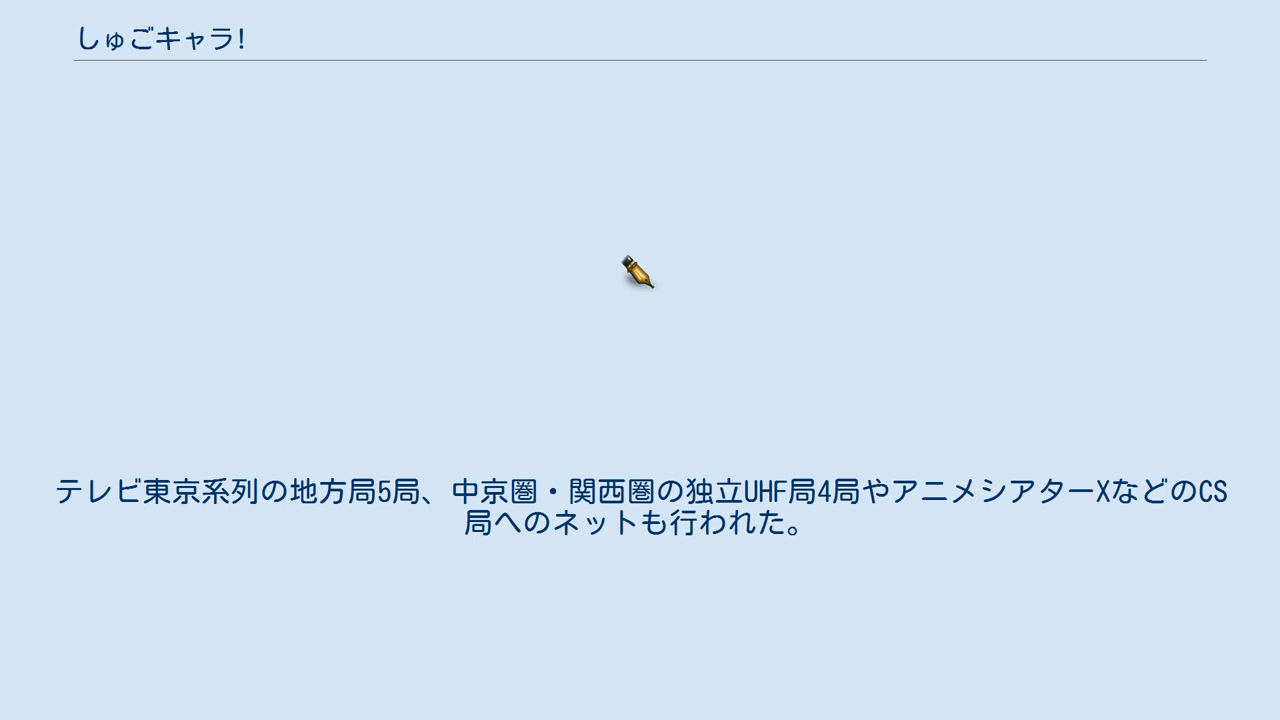 しゅごキャラ!
テレビ東京系列の地方局5局、中京圏・関西圏の独立UHF局4局やアニメシアターXなどのCS
局へのネットも行われた。